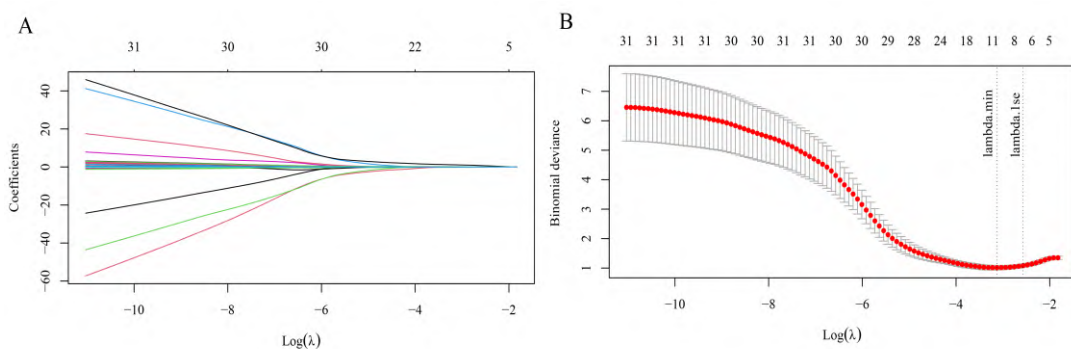 A
31 30 30 22 5
40
20
0
−20
−40
−60
Coefficients
−10 −8 −6 −4 −2
Log(λ)
B
31 31 31 31 30 30 31 31 30 30 30 29 28 24 18 11 8 6 5
7
6
5
4
3
2
1
Binomial deviance
lambda.min
lambda.1se
−10 −8 −6 −4 −2
Log(λ)